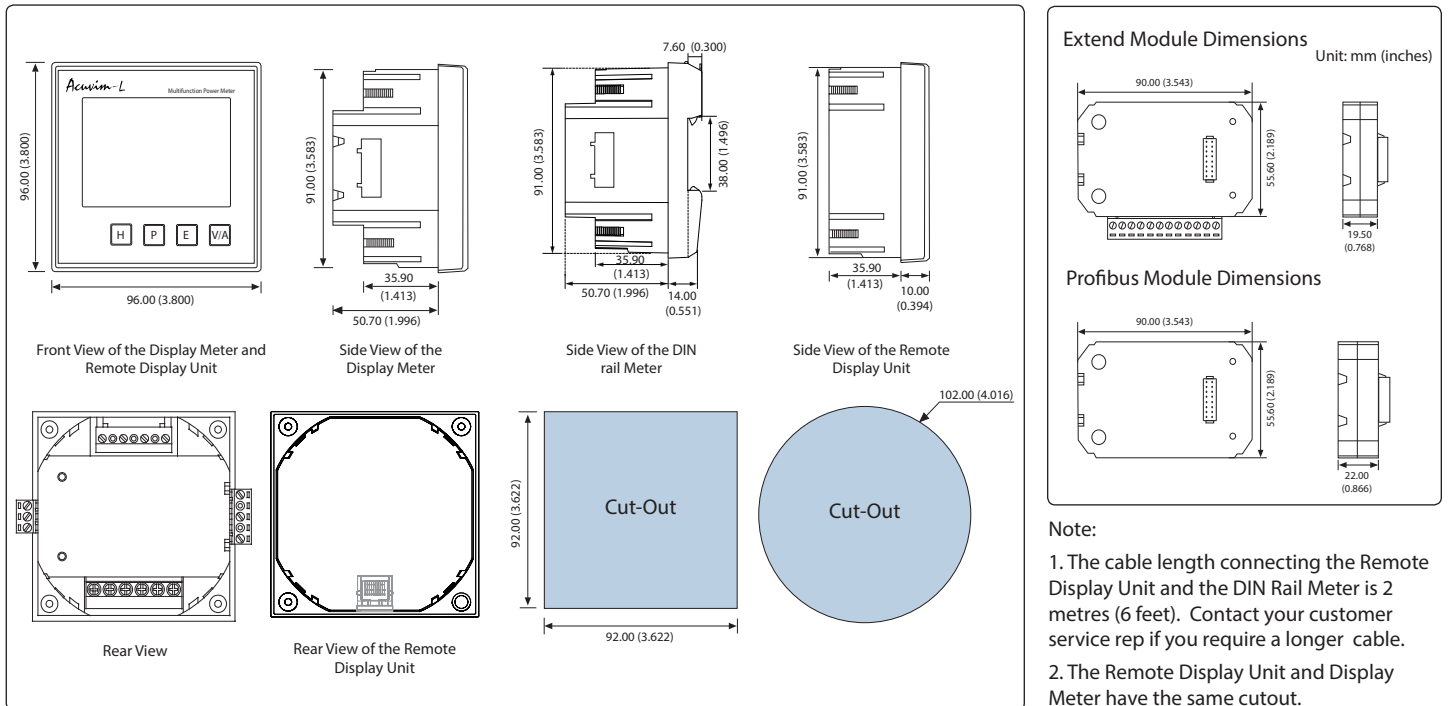 96.00 (3.800)
Acuvim-L
Multifunction Power Meter
H
P
E
V/A
96.00 (3.800)
Front View of the Display Meter and
Remote Display Unit
91.00 (3.583)
35.90
(1.413)
50.70 (1.996)
Side View of the
Display Meter
7.60 (0.300)
91.00 (3.583)
38.00 (1.496)
35.90
(1.413)
50.70 (1.996)
14.00
(0.551)
Side View of the DIN
rail Meter
91.00 (3.583)
35.90
(1.413)
10.00
(0.394)
Side View of the Remote
Display Unit
Rear View
Rear View of the Remote
Display Unit
92.00 (3.622)
Cut-Out
92.00 (3.622)
102.00 (4.016)
Cut-Out
Extend Module Dimensions
Unit: mm (inches)
90.00 (3.543)
55.60 (2.189)
19.50
(0.768)
Profibus Module Dimensions
90.00 (3.543)
55.60 (2.189)
22.00
(0.866)
Note:
1. The cable length connecting the Remote
Display Unit and the DIN Rail Meter is 2
metres (6 feet). Contact your customer
service rep if you require a longer cable.
2. The Remote Display Unit and Display
Meter have the same cutout.